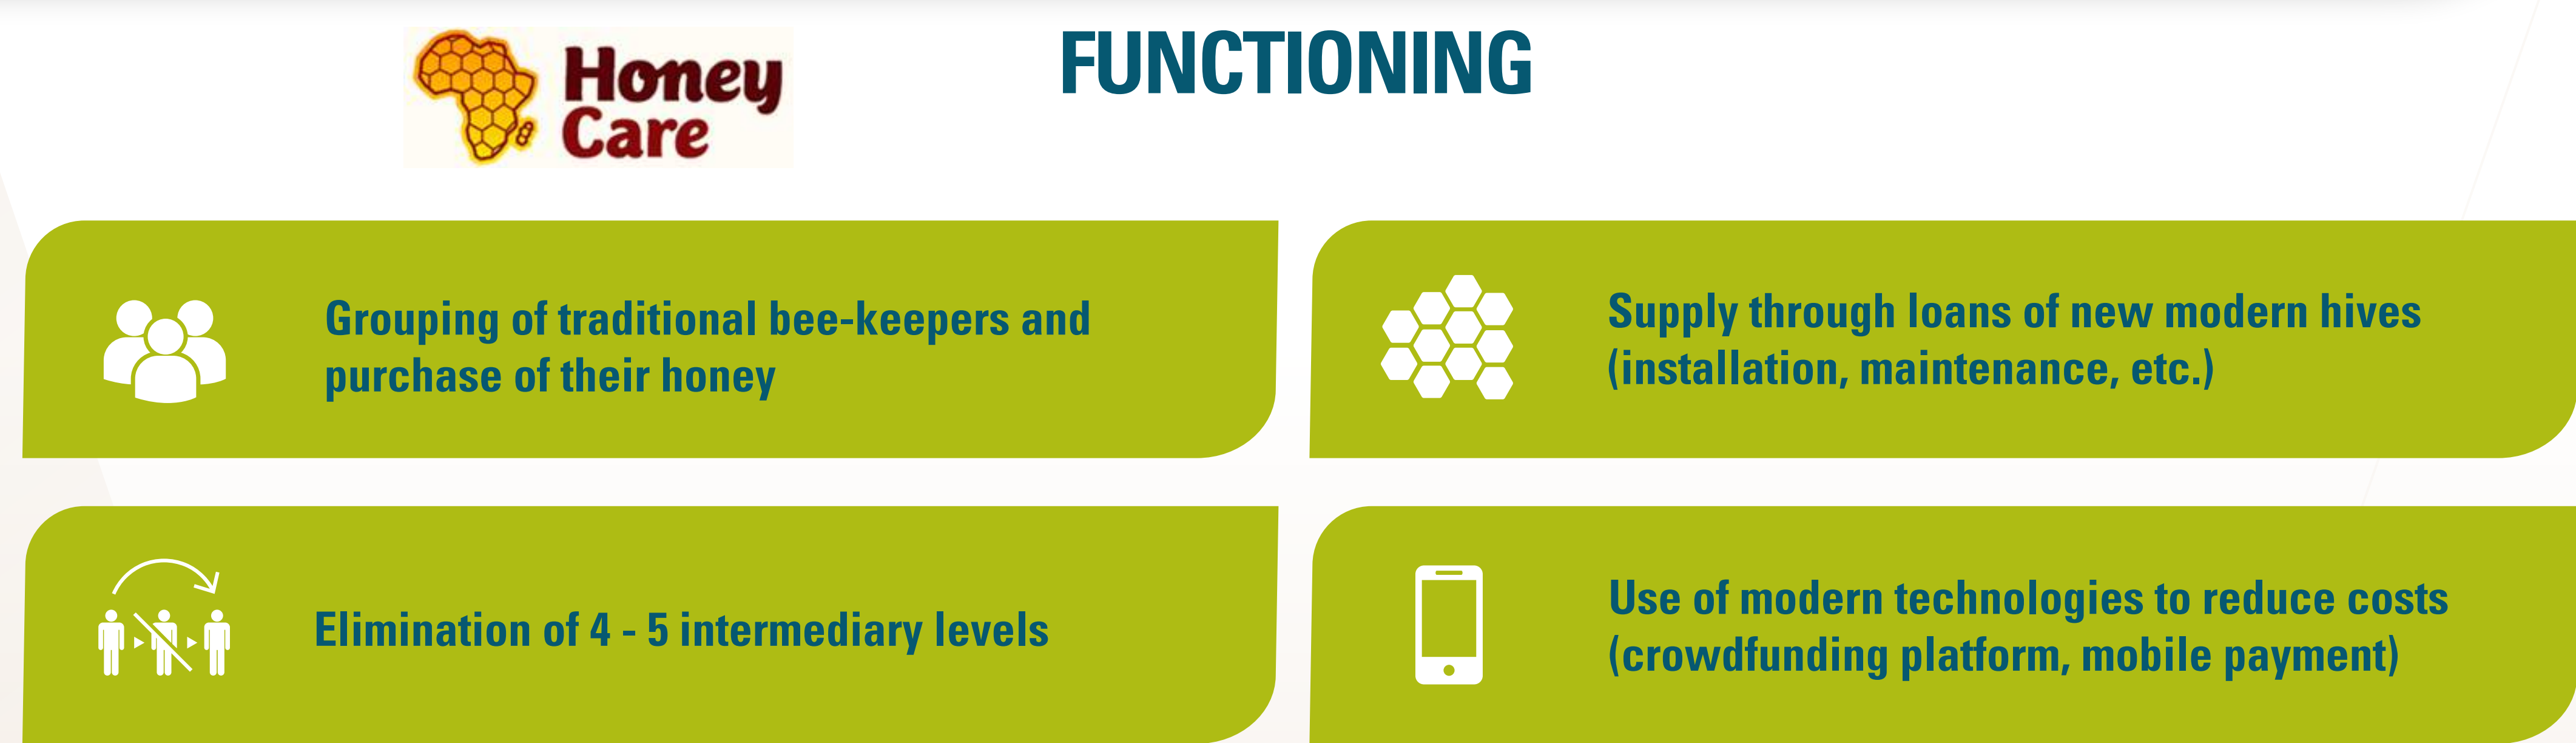 Honey
Care
FUNCTIONING
Grouping of traditional bee-keepers and
purchase of their honey
Supply through loans of new modern hives
(installation, maintenance, etc.)
Elimination of 4 - 5 intermediary levels
Use of modern technologies to reduce costs
(crowdfunding platform, mobile payment)